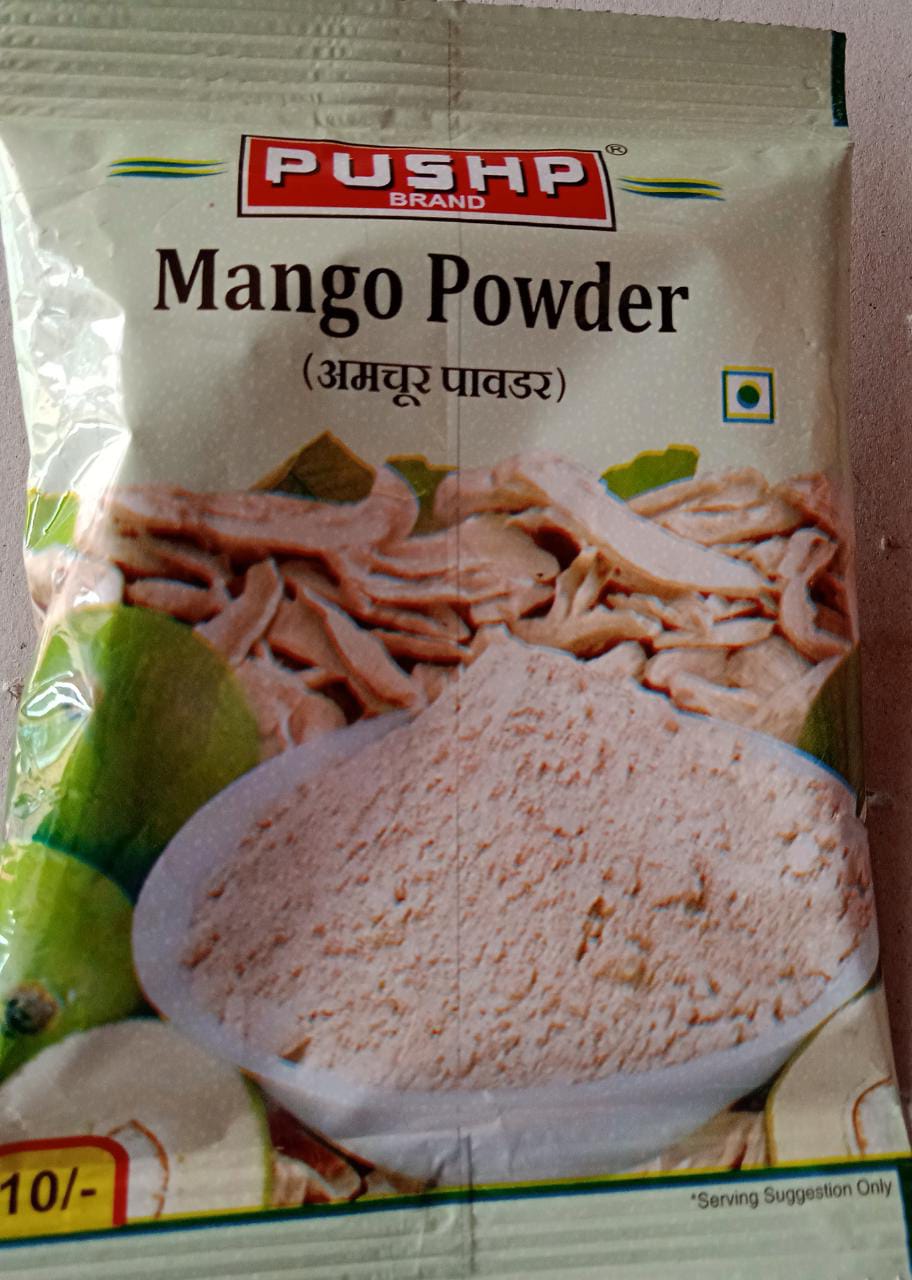 PUSHP®
BRAND
Mango Powder
(अमचूर पावडर)
10/-
*Serving Suggestion Only